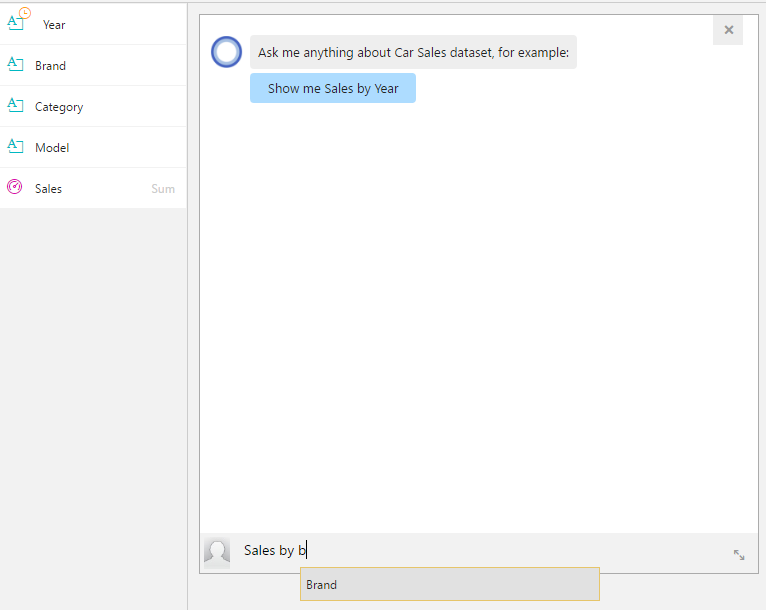 Year
Brand
Category
Model
Sales Sum
Ask me anything about Car Sales dataset, for example:
Show me Sales by Year
Sales by b
Brand